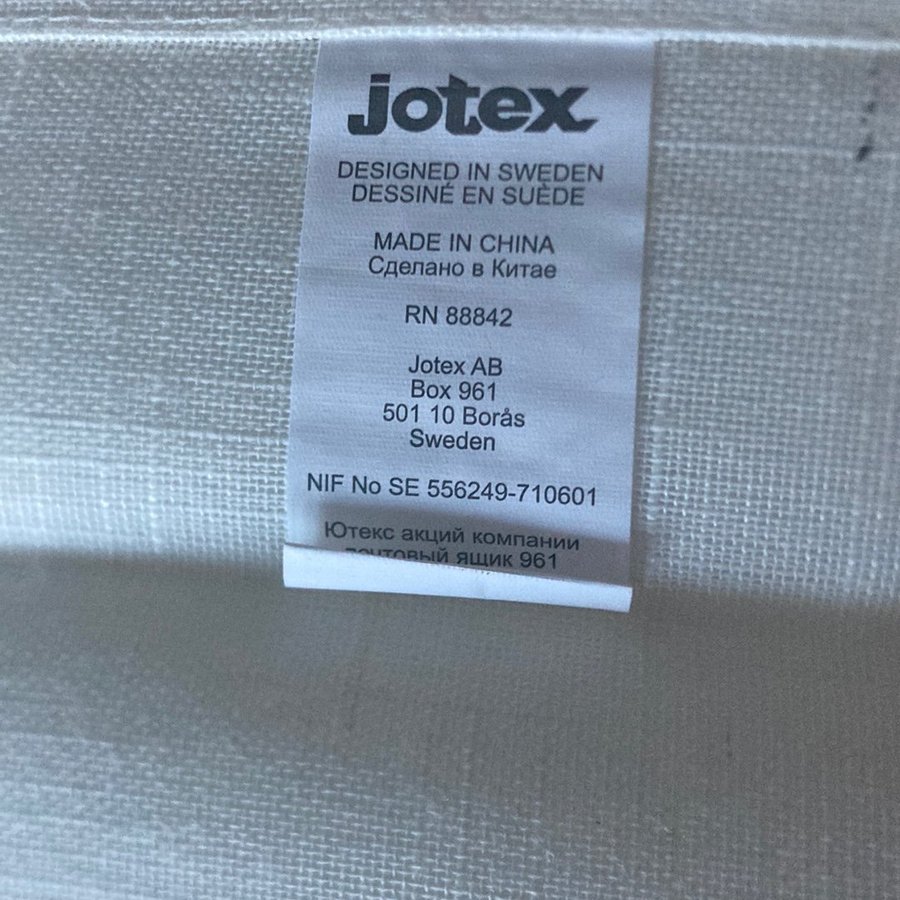 jotex
DESIGNED IN SWEDEN
DESSINÉ EN SUÈDE
MADE IN CHINA
Сделано в Китае
RN 88842
Jotex AB
Box 961
501 10 Borås
Sweden
NIF No SE 556249-710601
Ютекс акций компании
почтовый ящик 961